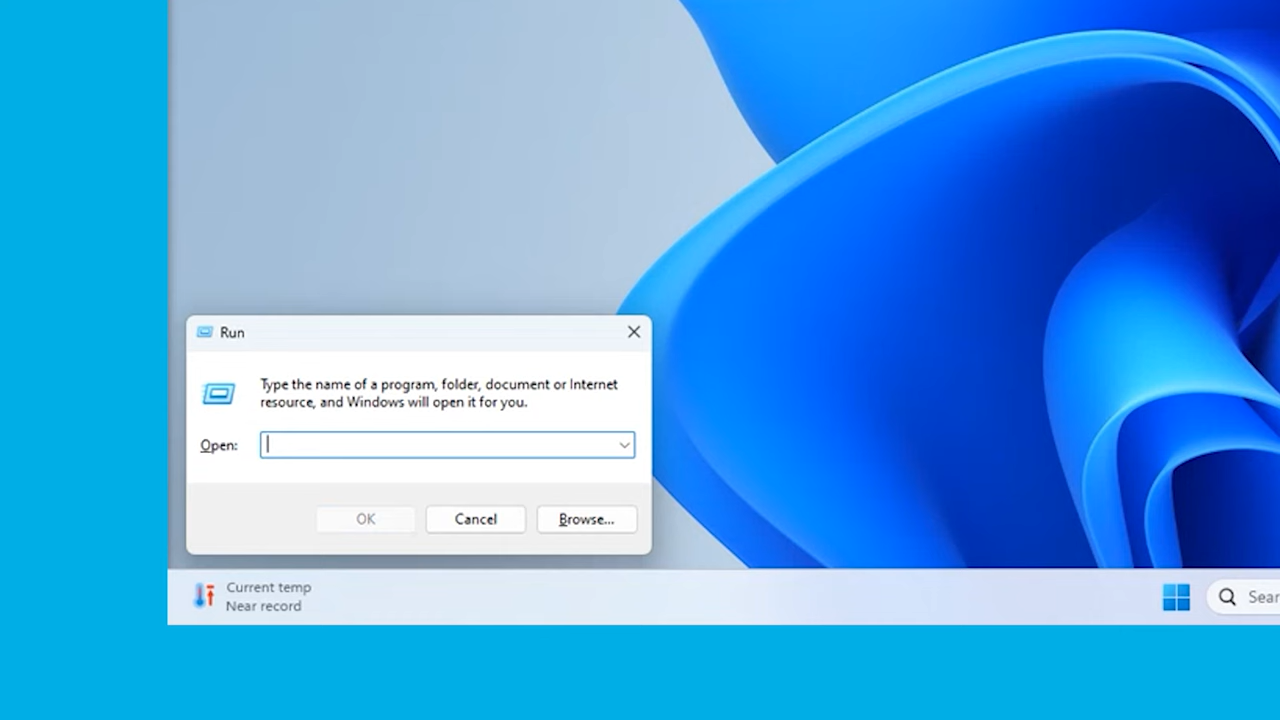 Run
Type the name of a program, folder, document or Internet
resource, and Windows will open it for you.
Open:
OK
Cancel
Browse...
Current temp
Near record
Sear